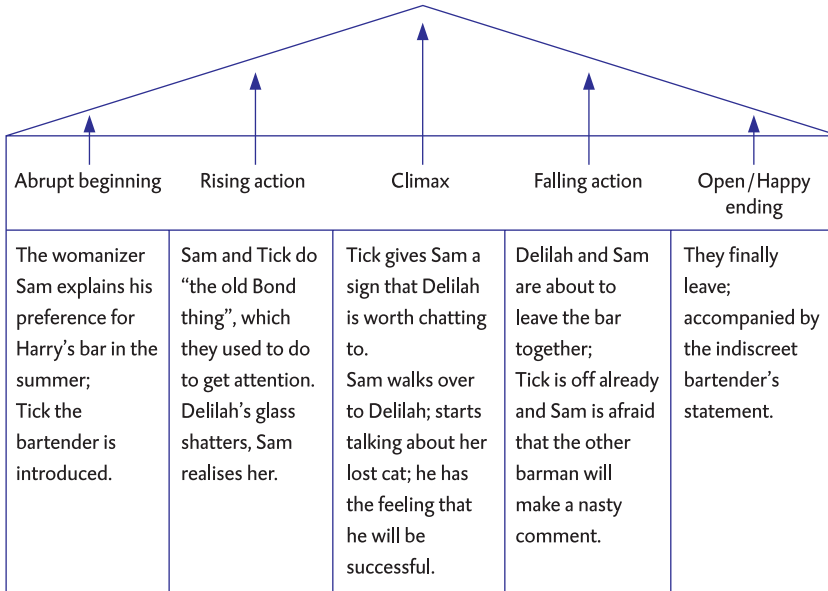 Abrupt beginning
Rising action
Climax
Falling action
Open / Happy
ending
The womanizer
Sam explains his
preference for
Harry’s bar in the
summer;
Tick the
bartender is
introduced.
Sam and Tick do
“the old Bond
thing”, which
they used to do
to get attention.
Delilah’s glass
shatters, Sam
realises her.
Tick gives Sam a
sign that Delilah
is worth chatting
to.
Sam walks over
to Delilah; starts
talking about her
lost cat; he has
the feeling that
he will be
successful.
Delilah and Sam
are about to
leave the bar
together;
Tick is off already
and Sam is afraid
that the other
barman will
make a nasty
comment.
They finally
leave;
accompanied by
the indiscreet
bartender’s
statement.